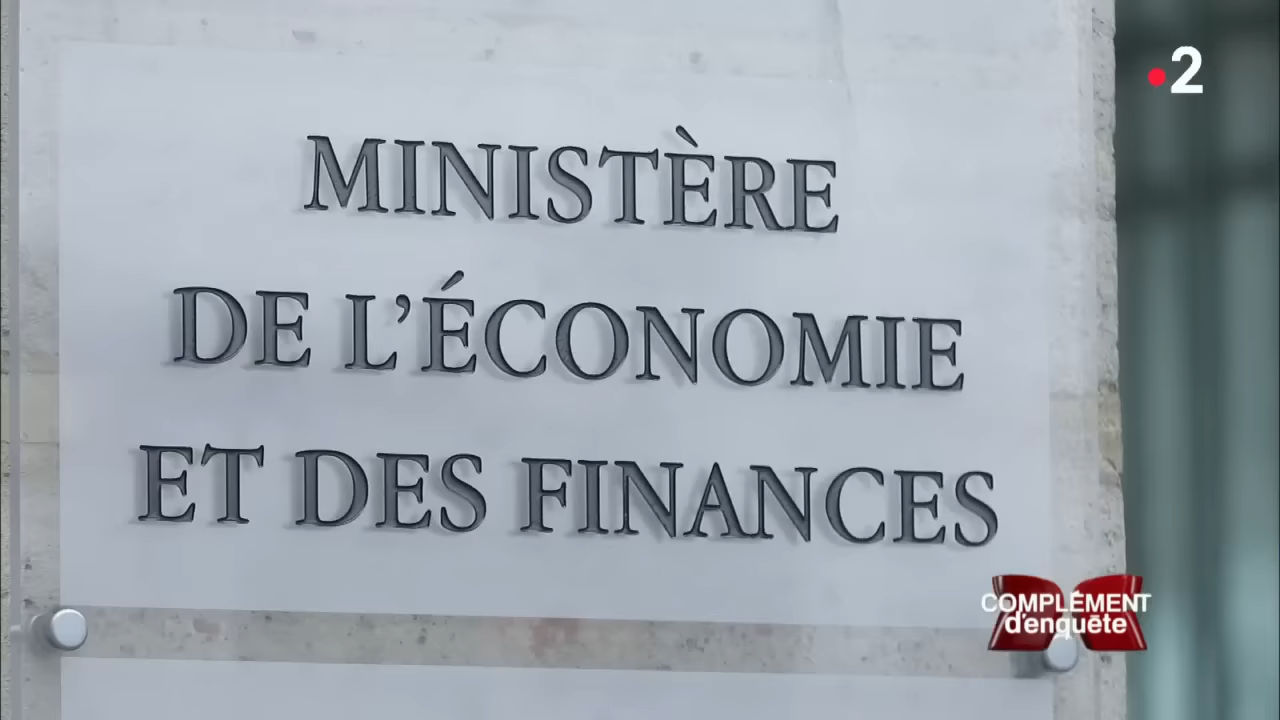 2
MINISTÈRE
DE L’ÉCONOMIE
ET DES FINANCES
COMPLÉMENT
d'enquête